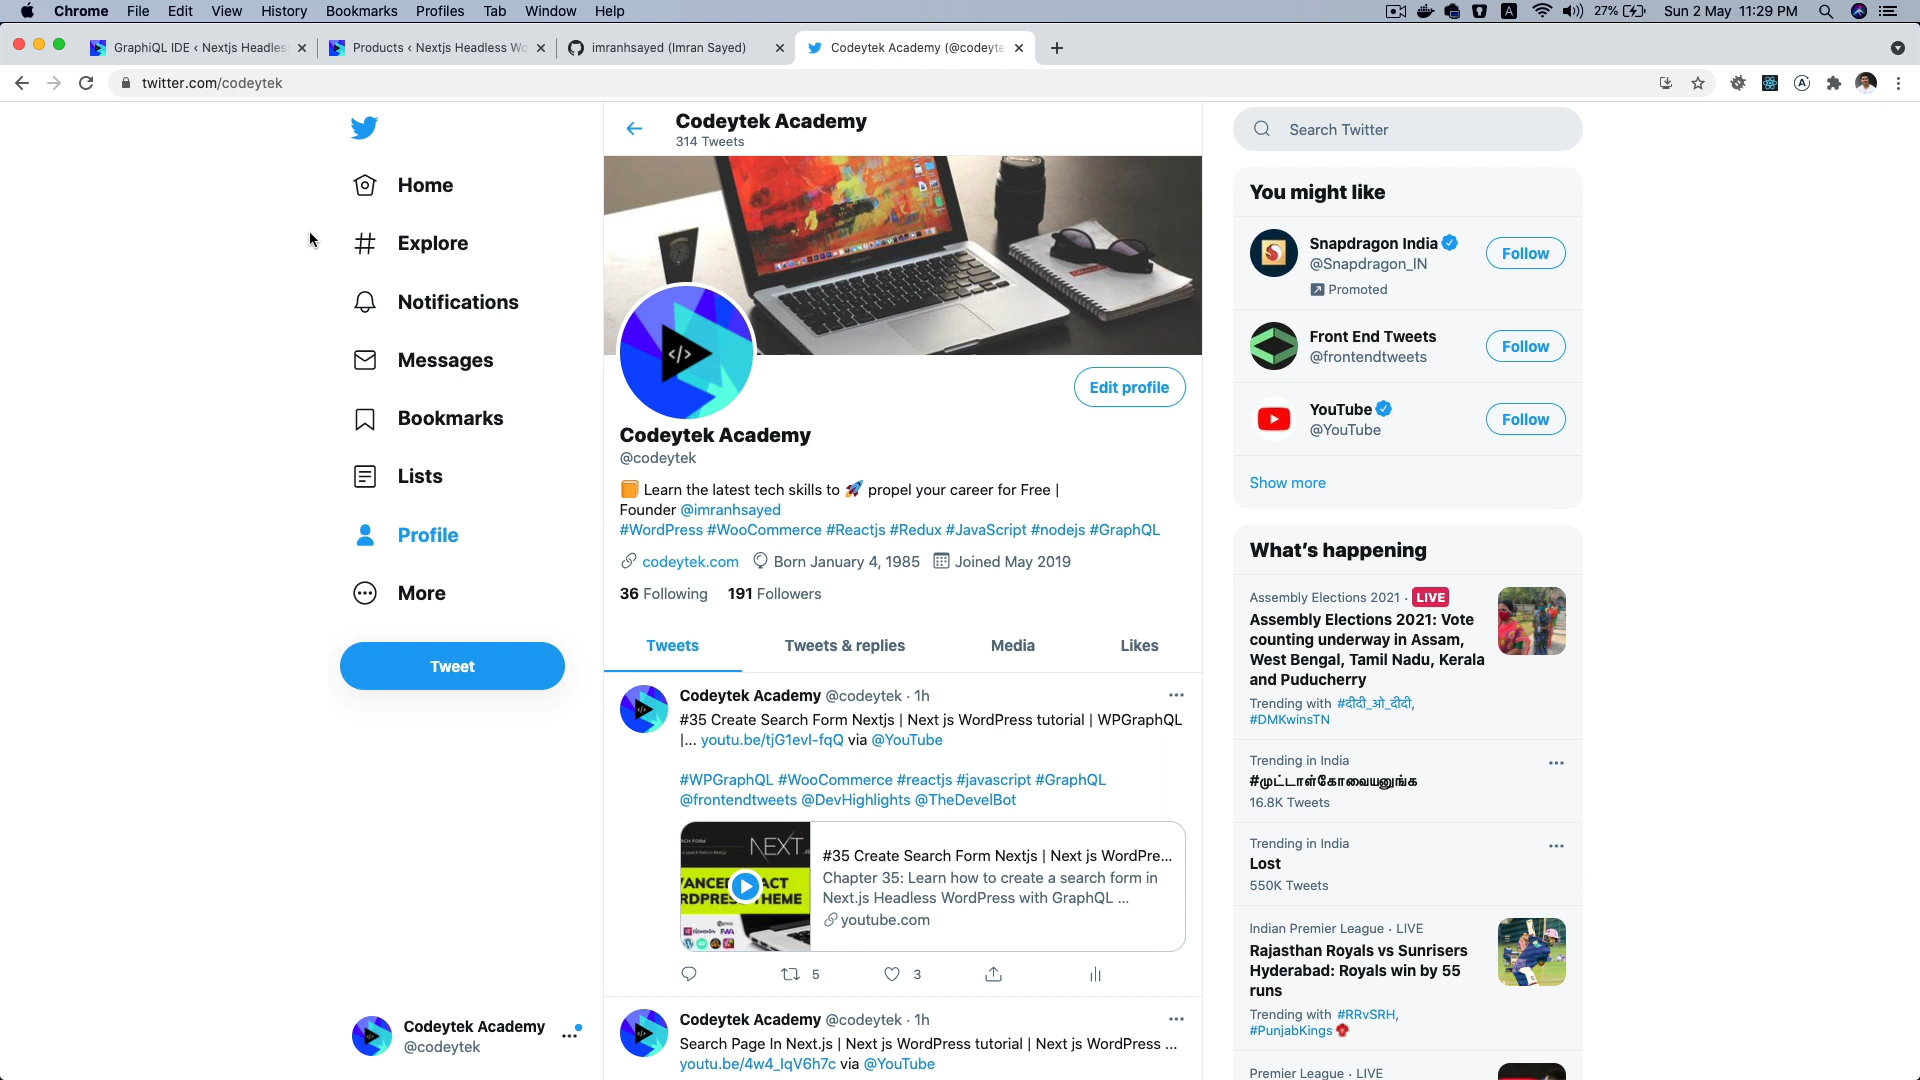 Chrome File Edit View History Bookmarks Profiles Tab Window Help
27% Sun 2 May 11:29 PM
GraphiQL IDE ‹ Nextjs Headles
Products ‹ Nextjs Headless Wo
imranhsayed (Imran Sayed)
Codeytek Academy (@codeyte
twitter.com/codeytek
Home
Explore
Notifications
Messages
Bookmarks
Lists
Profile
More
Tweet
Codeytek Academy
@codeytek
Codeytek Academy
314 Tweets
Edit profile
Codeytek Academy
@codeytek
📙 Learn the latest tech skills to 🚀 propel your career for Free |
Founder @imranhsayed
#WordPress #WooCommerce #Reactjs #Redux #JavaScript #nodejs #GraphQL
codeytek.com Born January 4, 1985 Joined May 2019
36 Following 191 Followers
Tweets Tweets & replies Media Likes
Codeytek Academy @codeytek · 1h
#35 Create Search Form Nextjs | Next js WordPress tutorial | WPGraphQL
|... youtu.be/tjG1evI-fqQ via @YouTube
#WPGraphQL #WooCommerce #reactjs #javascript #GraphQL
@frontendtweets @DevHighlights @TheDevelBot
NEXT
#35 Create Search Form Nextjs | Next js WordPre...
Chapter 35: Learn how to create a search form in
Next.js Headless WordPress with GraphQL ...
youtube.com
5 3
Codeytek Academy @codeytek · 1h
Search Page In Next.js | Next js WordPress tutorial | Next js WordPress ...
youtu.be/4w4_IqV6h7c via @YouTube
Search Twitter
You might like
Snapdragon India
@Snapdragon_IN
Promoted
Follow
Front End Tweets
@frontendtweets
Follow
YouTube
@YouTube
Follow
Show more
What's happening
Assembly Elections 2021 · LIVE
Assembly Elections 2021: Vote
counting underway in Assam,
West Bengal, Tamil Nadu, Kerala
and Puducherry
Trending with #दीदी_ओ_दीदी,
#DMKwinsTN
Trending in India
#முட்டாள்கோவையனுங்க
16.8K Tweets
Trending in India
Lost
550K Tweets
Indian Premier League · LIVE
Rajasthan Royals vs Sunrisers
Hyderabad: Royals win by 55
runs
Trending with #RRvSRH,
#PunjabKings
Premier League · LIVE